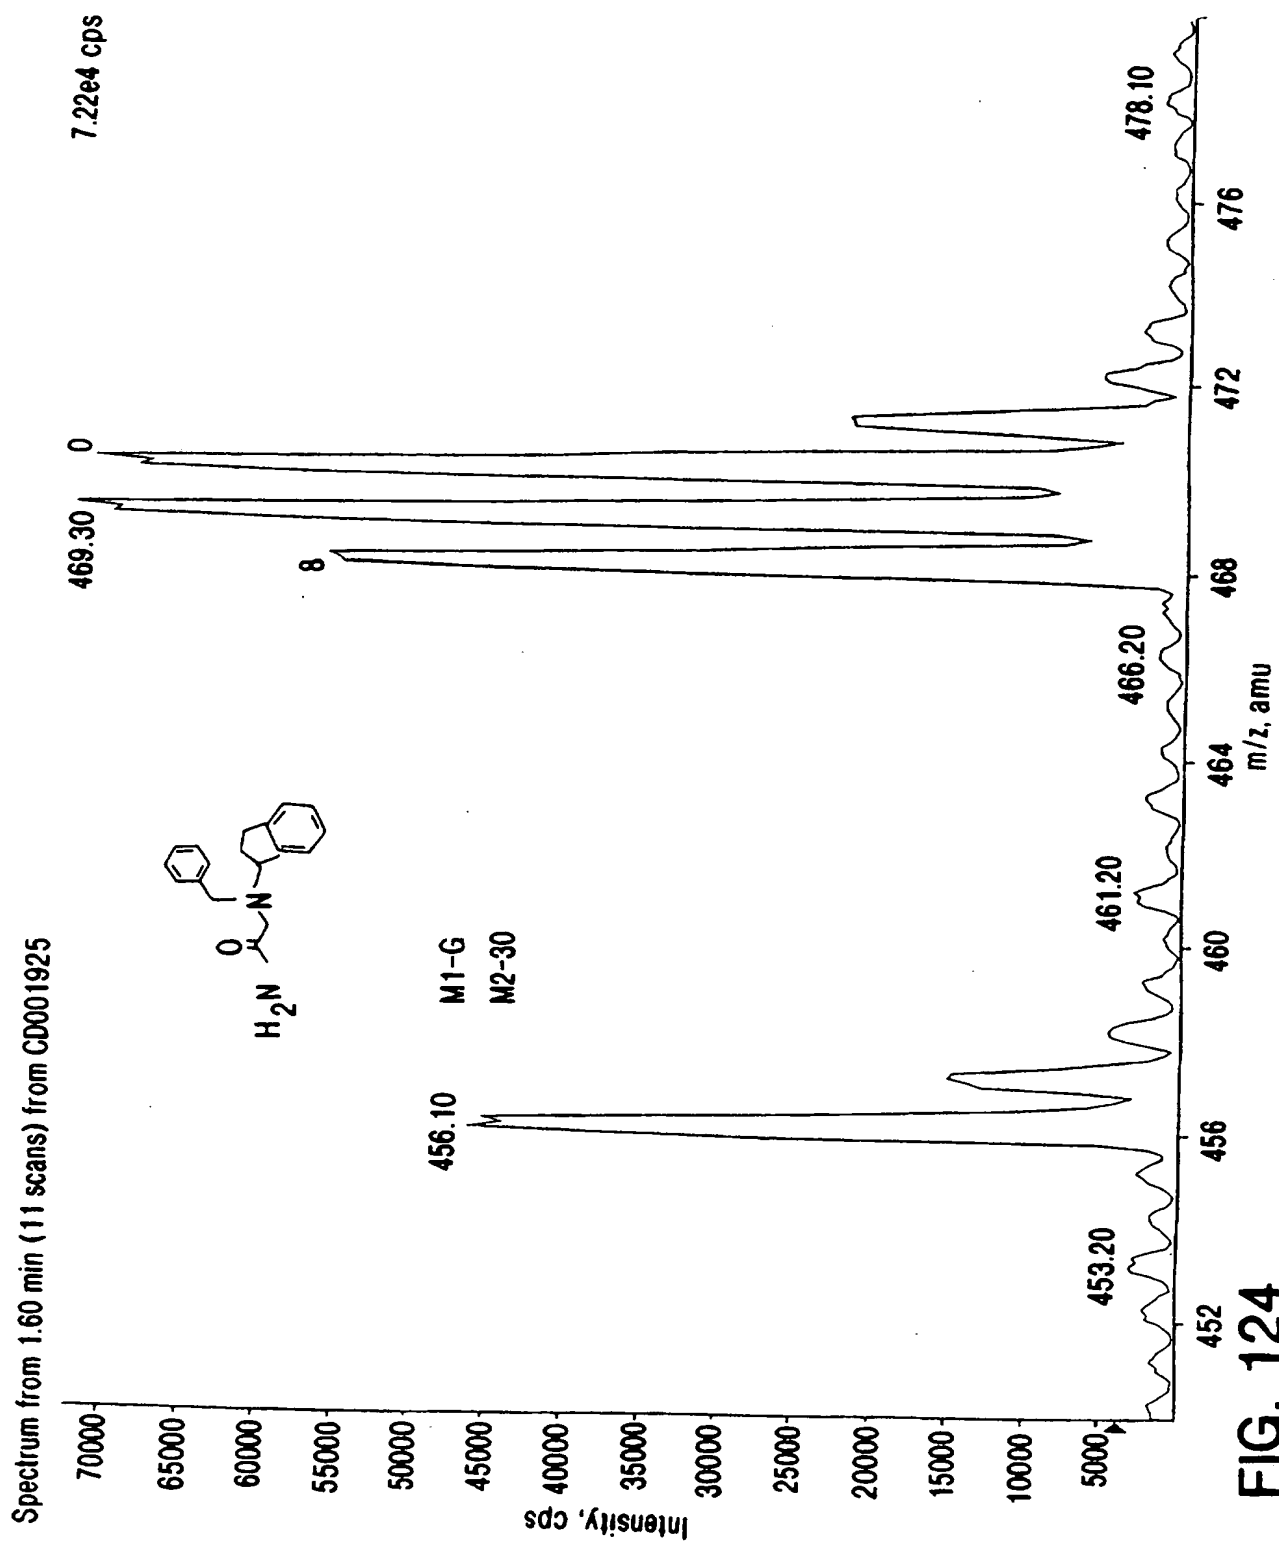 Spectrum from 1.60 min (11 scans) from CD001925
7.22e4 cps
Intensity, cps
70000
65000
60000
55000
50000
45000
40000
35000
30000
25000
20000
15000
10000
5000
469.30
0
8
456.10
453.20
461.20
466.20
478.10
H2N
O
H
N
M1-G
M2-30
452
456
460
464
468
472
476
m/z, amu
FIG. 124